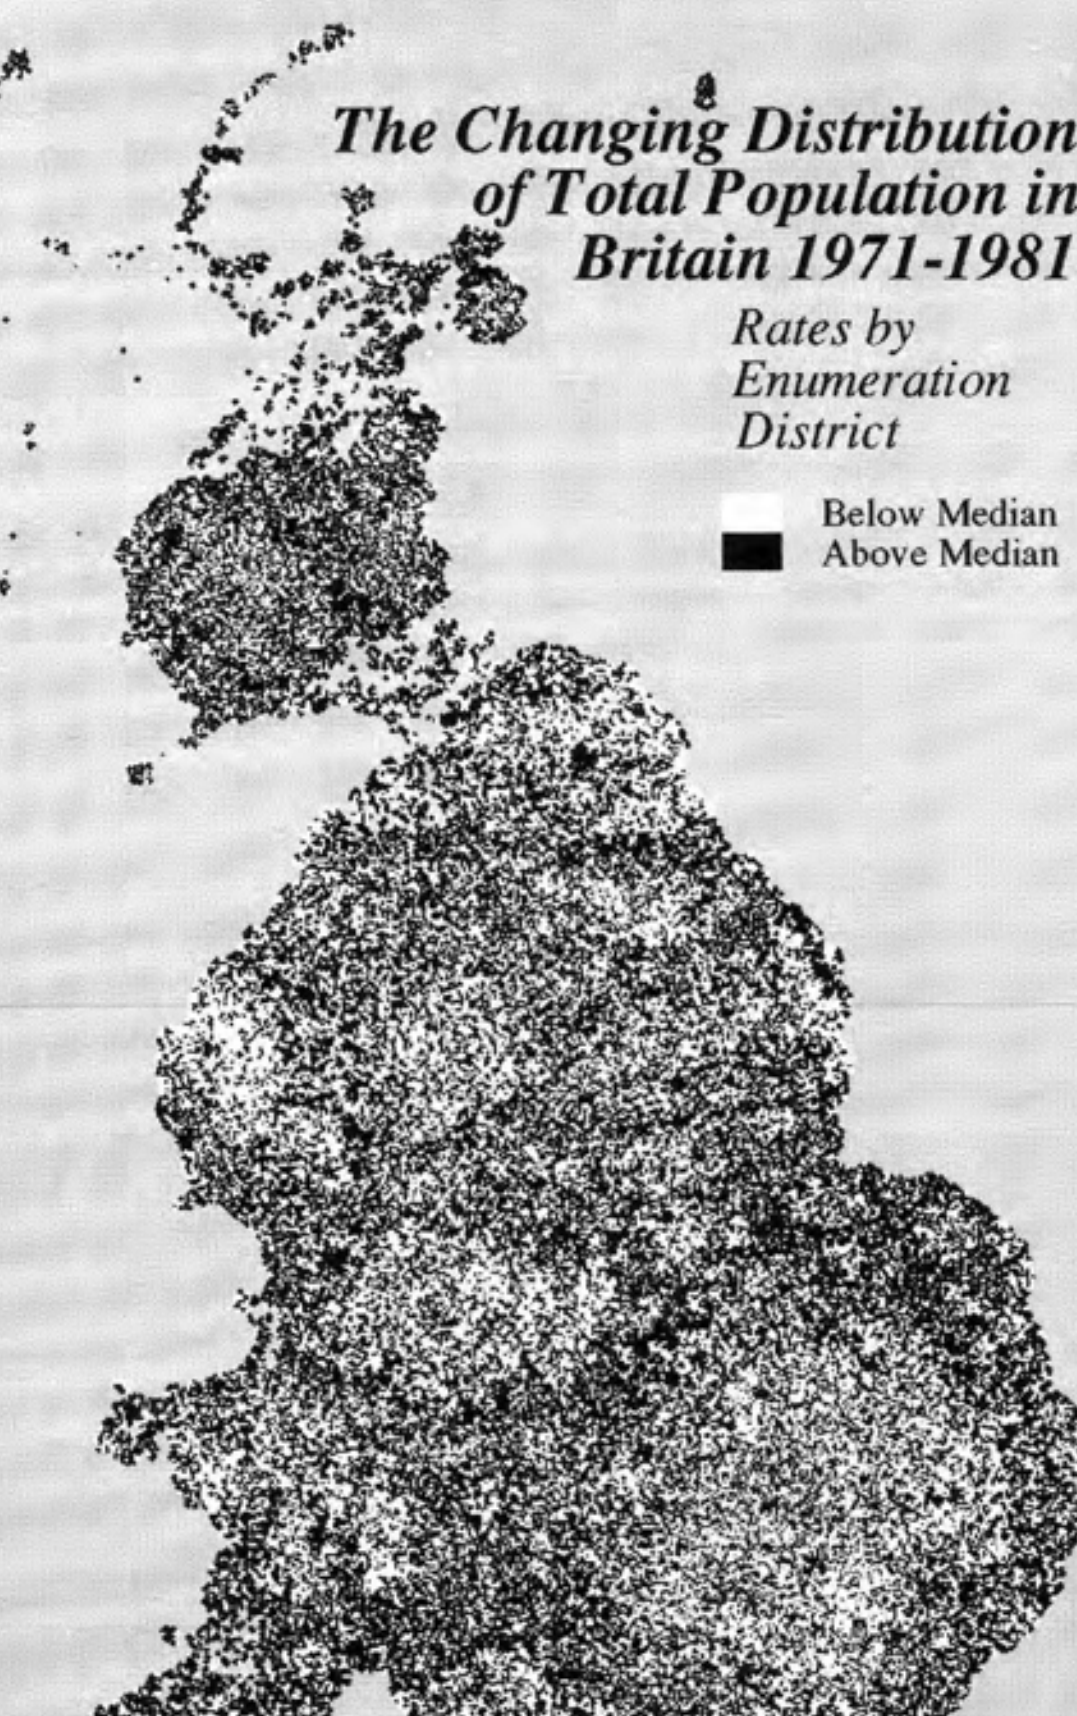 The Changing Distribution
of Total Population in
Britain 1971-1981
Rates by
Enumeration
District
Below Median
Above Median